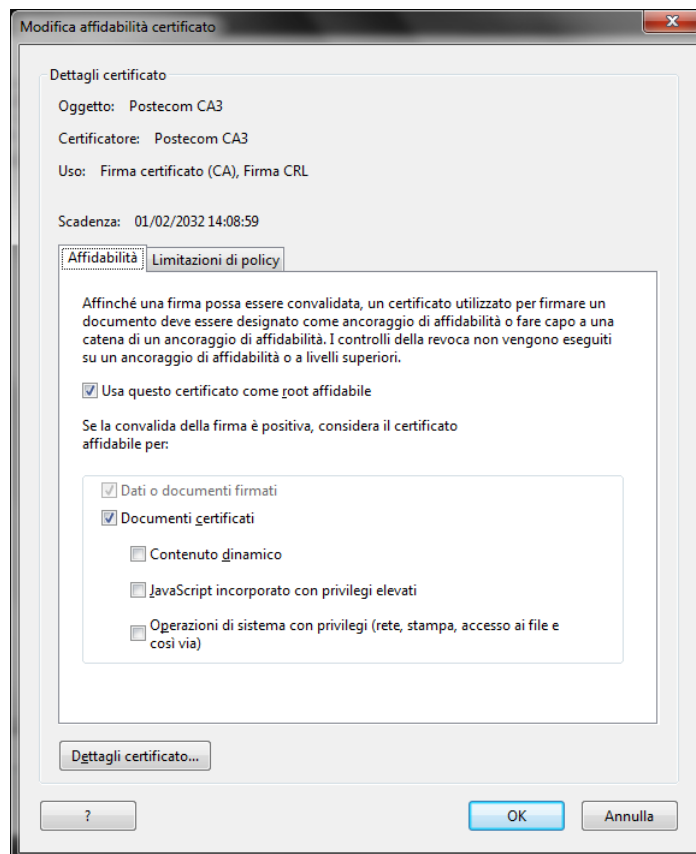 Modifica affidabilità certificato
Dettagli certificato
Oggetto: Postecom CA3
Certificatore: Postecom CA3
Uso: Firma certificato (CA), Firma CRL
Scadenza: 01/02/2032 14:08:59
Affidabilità Limitazioni di policy
Affinché una firma possa essere convalidata, un certificato utilizzato per firmare un
documento deve essere designato come ancoraggio di affidabilità o fare capo a una
catena di un ancoraggio di affidabilità. I controlli della revoca non vengono eseguiti
su un ancoraggio di affidabilità o a livelli superiori.
Usa questo certificato come root affidabile
Se la convalida della firma è positiva, considera il certificato
affidabile per:
Dati o documenti firmati
Documenti certificati
Contenuto dinamico
JavaScript incorporato con privilegi elevati
Operazioni di sistema con privilegi (rete, stampa, accesso ai file e
così via)
Dettagli certificato...
? OK Annulla